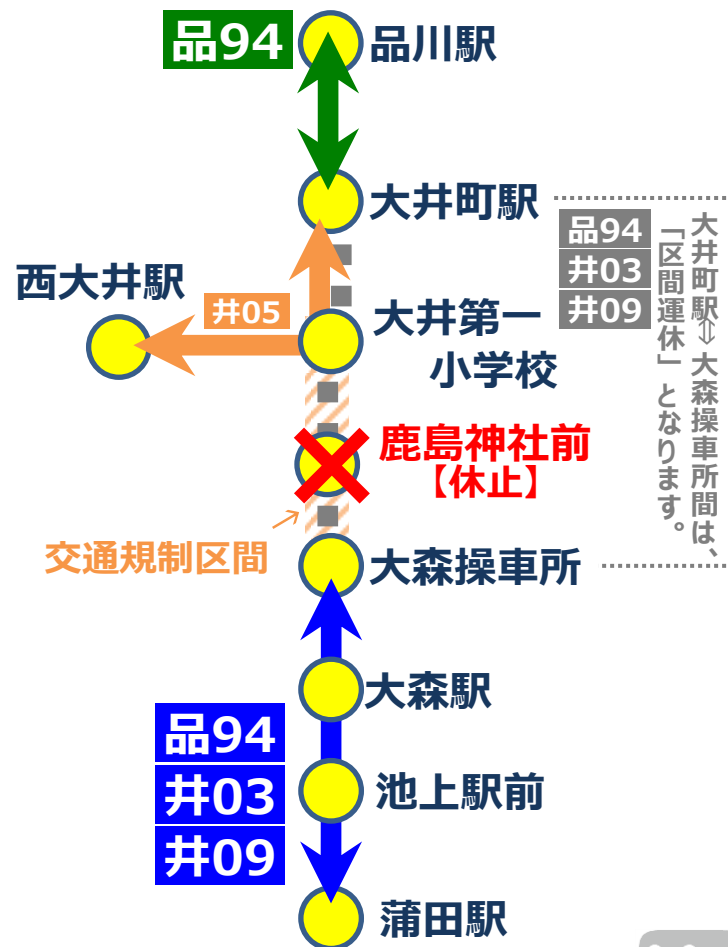 品94
品川駅
大井町駅
品94
井03
井09
大井町駅⇔大森操車所間は、
「区間運休」となります。
西大井駅
井05
大井第一
小学校
鹿島神社前
【休止】
交通規制区間
大森操車所
大森駅
品94
井03
井09
池上駅前
蒲田駅